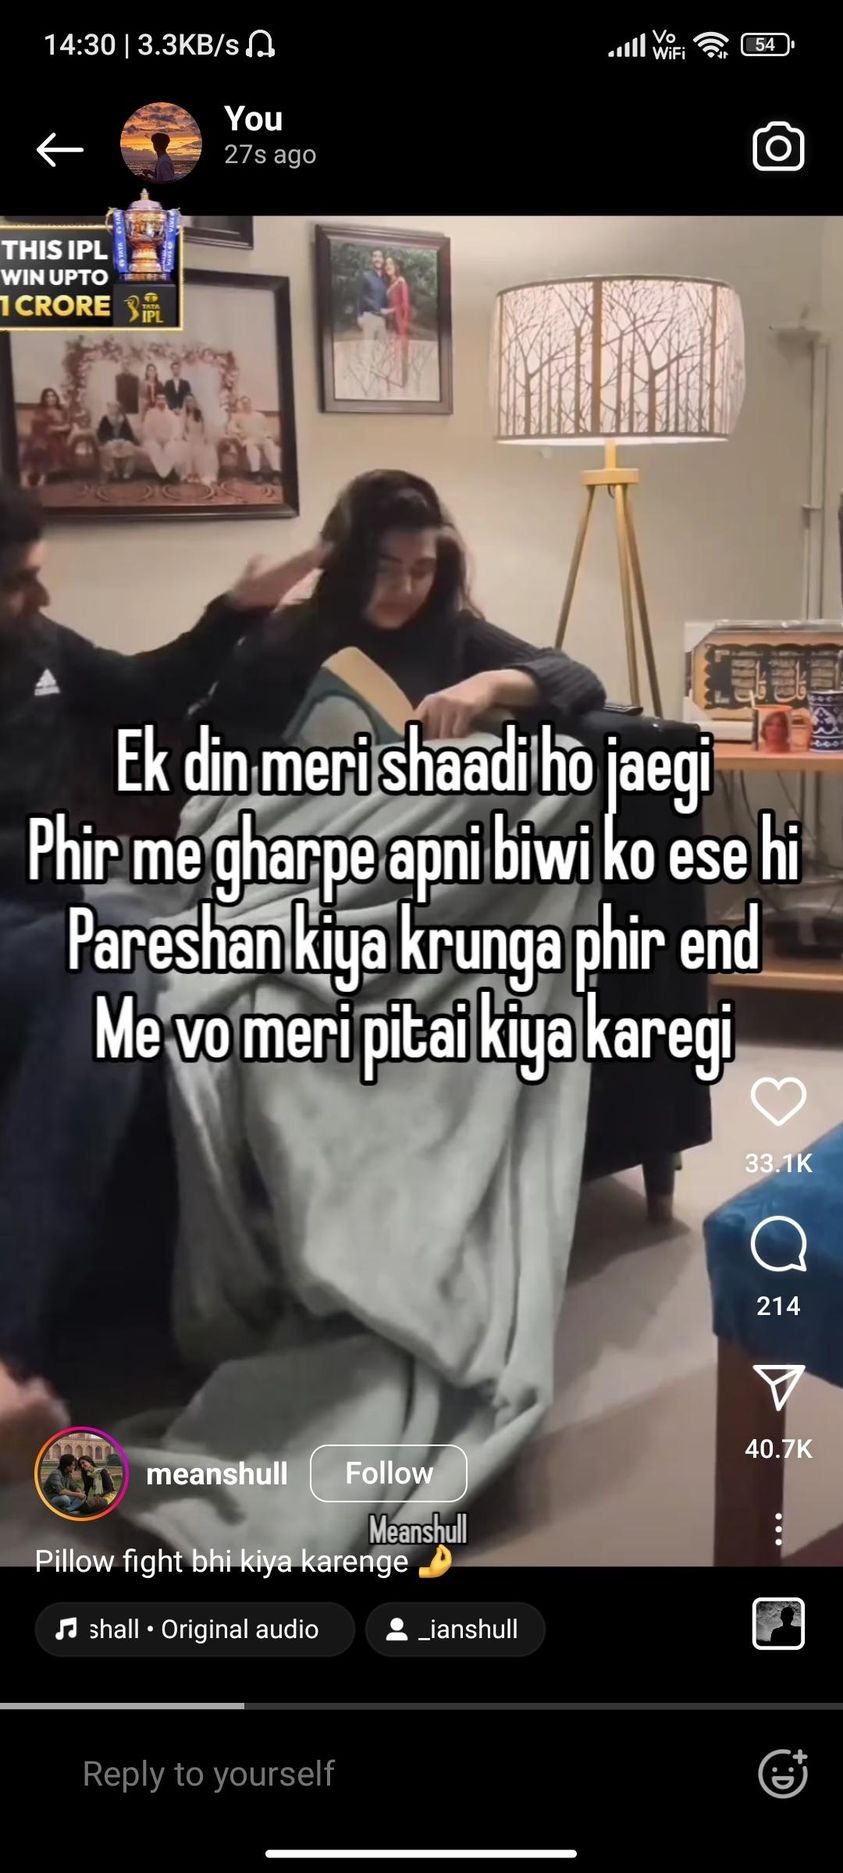 14:30 | 3.3KB/s
Vo
WiFi
54
You
27s ago
THIS IPL
WIN UPTO
1 CRORE
TATA
IPL
Ek din meri shaadi ho jaegi
Phir me gharpe apni biwi ko ese hi
Pareshan kiya krunga phir end
Me vo meri pitai kiya karegi
33.1K
214
40.7K
meanshull
Follow
Meanshull
Pillow fight bhi kiya karenge 🤌
shall • Original audio
_ianshull
Reply to yourself